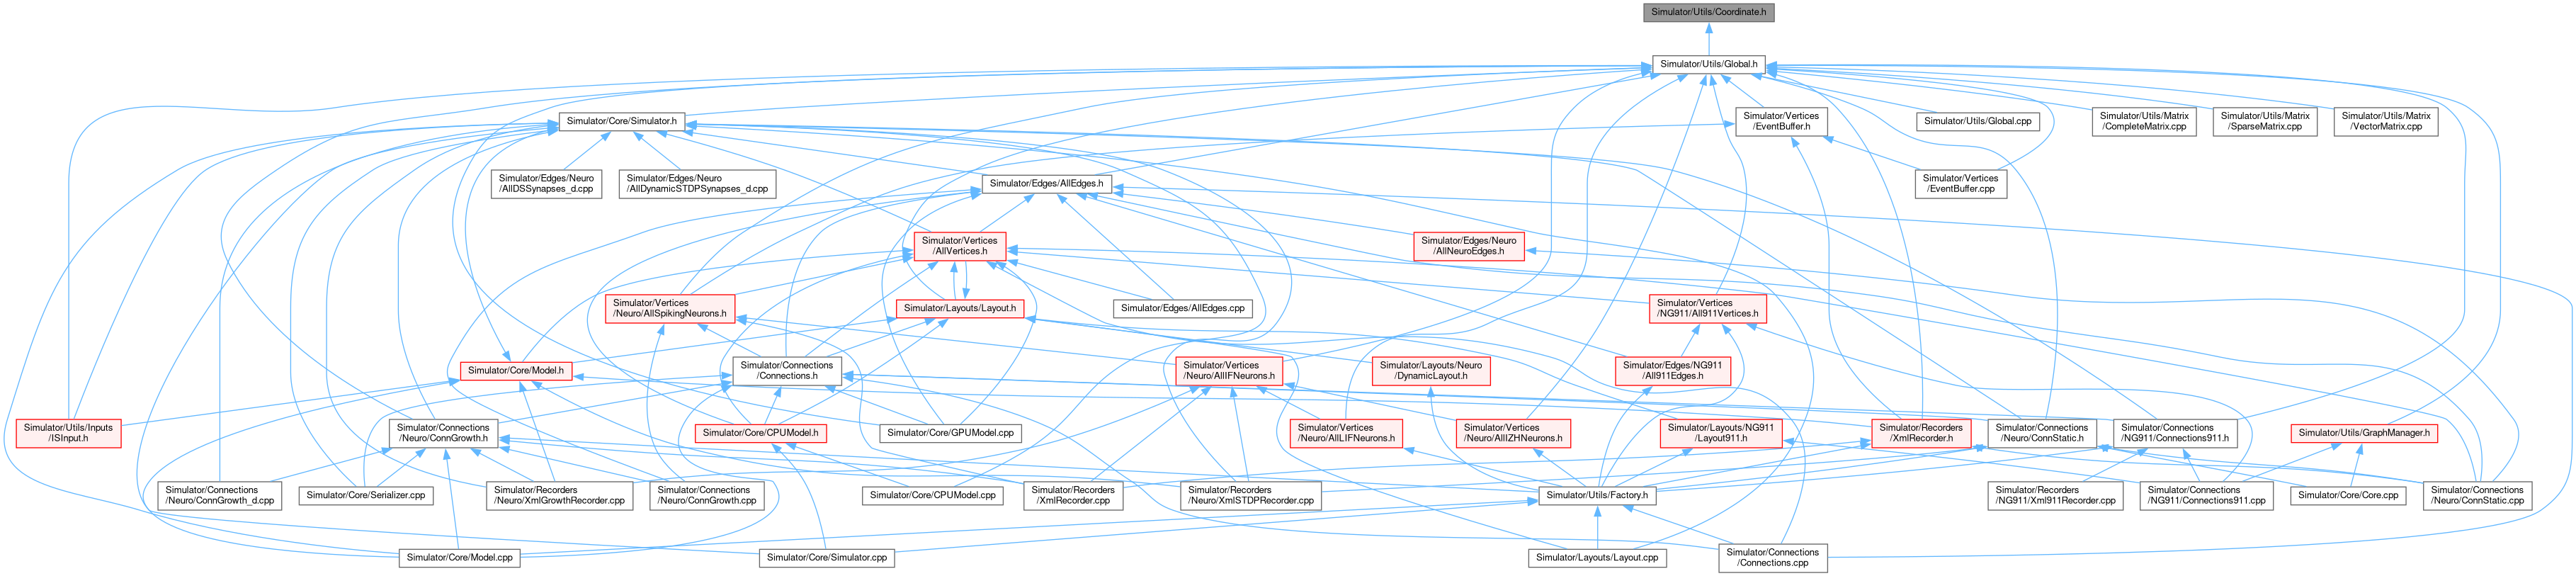 Simulator/Utils/Coordinate.h
Simulator/Utils/Global.h
Simulator/Core/Simulator.h
Simulator/Vertices
/EventBuffer.h
Simulator/Utils/Global.cpp
Simulator/Utils/Matrix
/CompleteMatrix.cpp
Simulator/Utils/Matrix
/SparseMatrix.cpp
Simulator/Utils/Matrix
/VectorMatrix.cpp
Simulator/Edges/Neuro
/AllDSSynapses_d.cpp
Simulator/Edges/Neuro
/AllDynamicSTDPSynapses_d.cpp
Simulator/Edges/AllEdges.h
Simulator/Vertices
/EventBuffer.cpp
Simulator/Vertices
/AllVertices.h
Simulator/Edges/Neuro
/AllNeuroEdges.h
Simulator/Vertices
/Neuro/AllSpikingNeurons.h
Simulator/Layouts/Layout.h
Simulator/Edges/AllEdges.cpp
Simulator/Vertices
/NG911/All911Vertices.h
Simulator/Core/Model.h
Simulator/Connections
/Connections.h
Simulator/Vertices
/Neuro/AllIFNeurons.h
Simulator/Layouts/Neuro
/DynamicLayout.h
Simulator/Edges/NG911
/All911Edges.h
Simulator/Utils/Inputs
/ISInput.h
Simulator/Connections
/Neuro/ConnGrowth.h
Simulator/Core/CPUModel.h
Simulator/Core/GPUModel.cpp
Simulator/Vertices
/Neuro/AllLIFNeurons.h
Simulator/Vertices
/Neuro/AllIZHNeurons.h
Simulator/Layouts/NG911
/Layout911.h
Simulator/Recorders
/XmlRecorder.h
Simulator/Connections
/Neuro/ConnStatic.h
Simulator/Connections
/NG911/Connections911.h
Simulator/Utils/GraphManager.h
Simulator/Connections
/Neuro/ConnGrowth_d.cpp
Simulator/Core/Serializer.cpp
Simulator/Recorders
/Neuro/XmlGrowthRecorder.cpp
Simulator/Connections
/Neuro/ConnGrowth.cpp
Simulator/Core/CPUModel.cpp
Simulator/Recorders
/XmlRecorder.cpp
Simulator/Recorders
/Neuro/XmlSTDPRecorder.cpp
Simulator/Utils/Factory.h
Simulator/Recorders
/NG911/Xml911Recorder.cpp
Simulator/Connections
/NG911/Connections911.cpp
Simulator/Core/Core.cpp
Simulator/Connections
/Neuro/ConnStatic.cpp
Simulator/Core/Model.cpp
Simulator/Core/Simulator.cpp
Simulator/Layouts/Layout.cpp
Simulator/Connections
/Connections.cpp